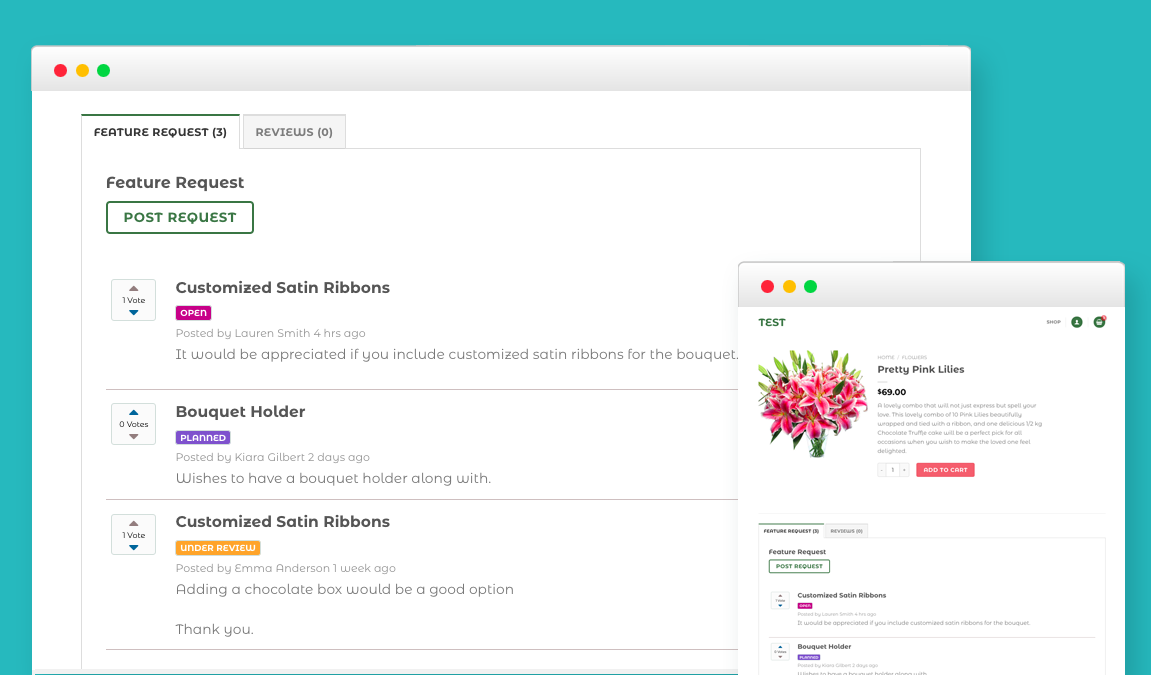 FEATURE REQUEST (3)
REVIEWS (0)
Feature Request
POST REQUEST
1 Vote
Customized Satin Ribbons
OPEN
Posted by Lauren Smith 4 hrs ago
It would be appreciated if you include customized satin ribbons for the bouquet.
0 Votes
Bouquet Holder
PLANNED
Posted by Kiara Gilbert 2 days ago
Wishes to have a bouquet holder along with.
1 Vote
Customized Satin Ribbons
UNDER REVIEW
Posted by Emma Anderson 1 week ago
Adding a chocolate box would be a good option
Thank you.
TEST
SHOP
HOME / FLOWERS
Pretty Pink Lilies
$69.00
A lovely combo that will not just express but spell your
love. This lovely combo of 10 Pink Lilies beautifully
wrapped and tied with a ribbon, and one delicious 1/2 kg
Chocolate Truffle cake will be a perfect pick for all
occasions when you wish to make the loved one feel
delighted.
- 1 +
ADD TO CART
FEATURE REQUEST (3)
REVIEWS (0)
Feature Request
POST REQUEST
1 Vote
Customized Satin Ribbons
OPEN
Posted by Lauren Smith 4 hrs ago
It would be appreciated if you include customized satin ribbons for the bouquet.
0 Votes
Bouquet Holder
PLANNED
Posted by Kiara Gilbert 2 days ago
Wishes to have a bouquet holder along with.